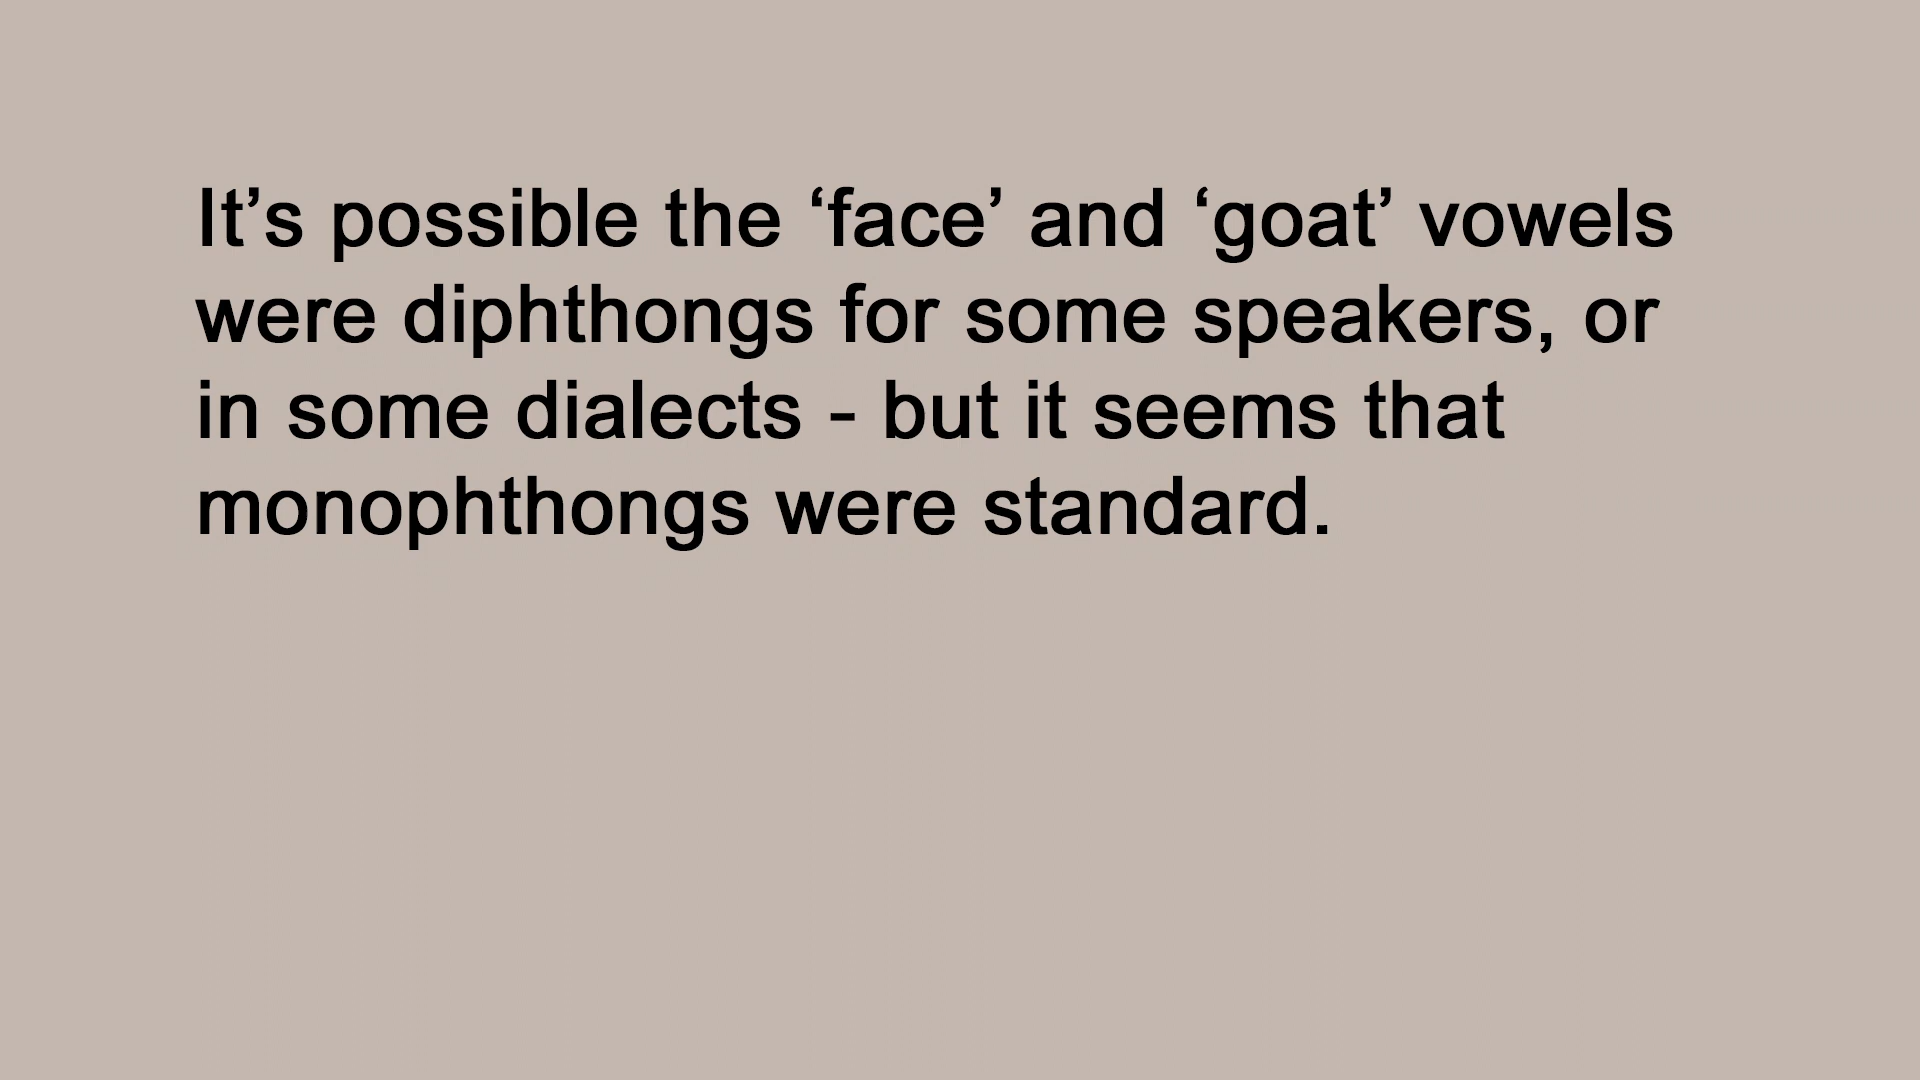 It’s possible the ‘face’ and ‘goat’ vowels
were diphthongs for some speakers, or
in some dialects - but it seems that
monophthongs were standard.